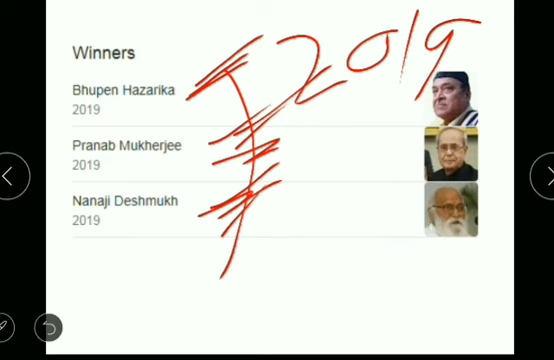 Winners
2019
Bhupen Hazarika
2019
Pranab Mukherjee
2019
Nanaji Deshmukh
2019